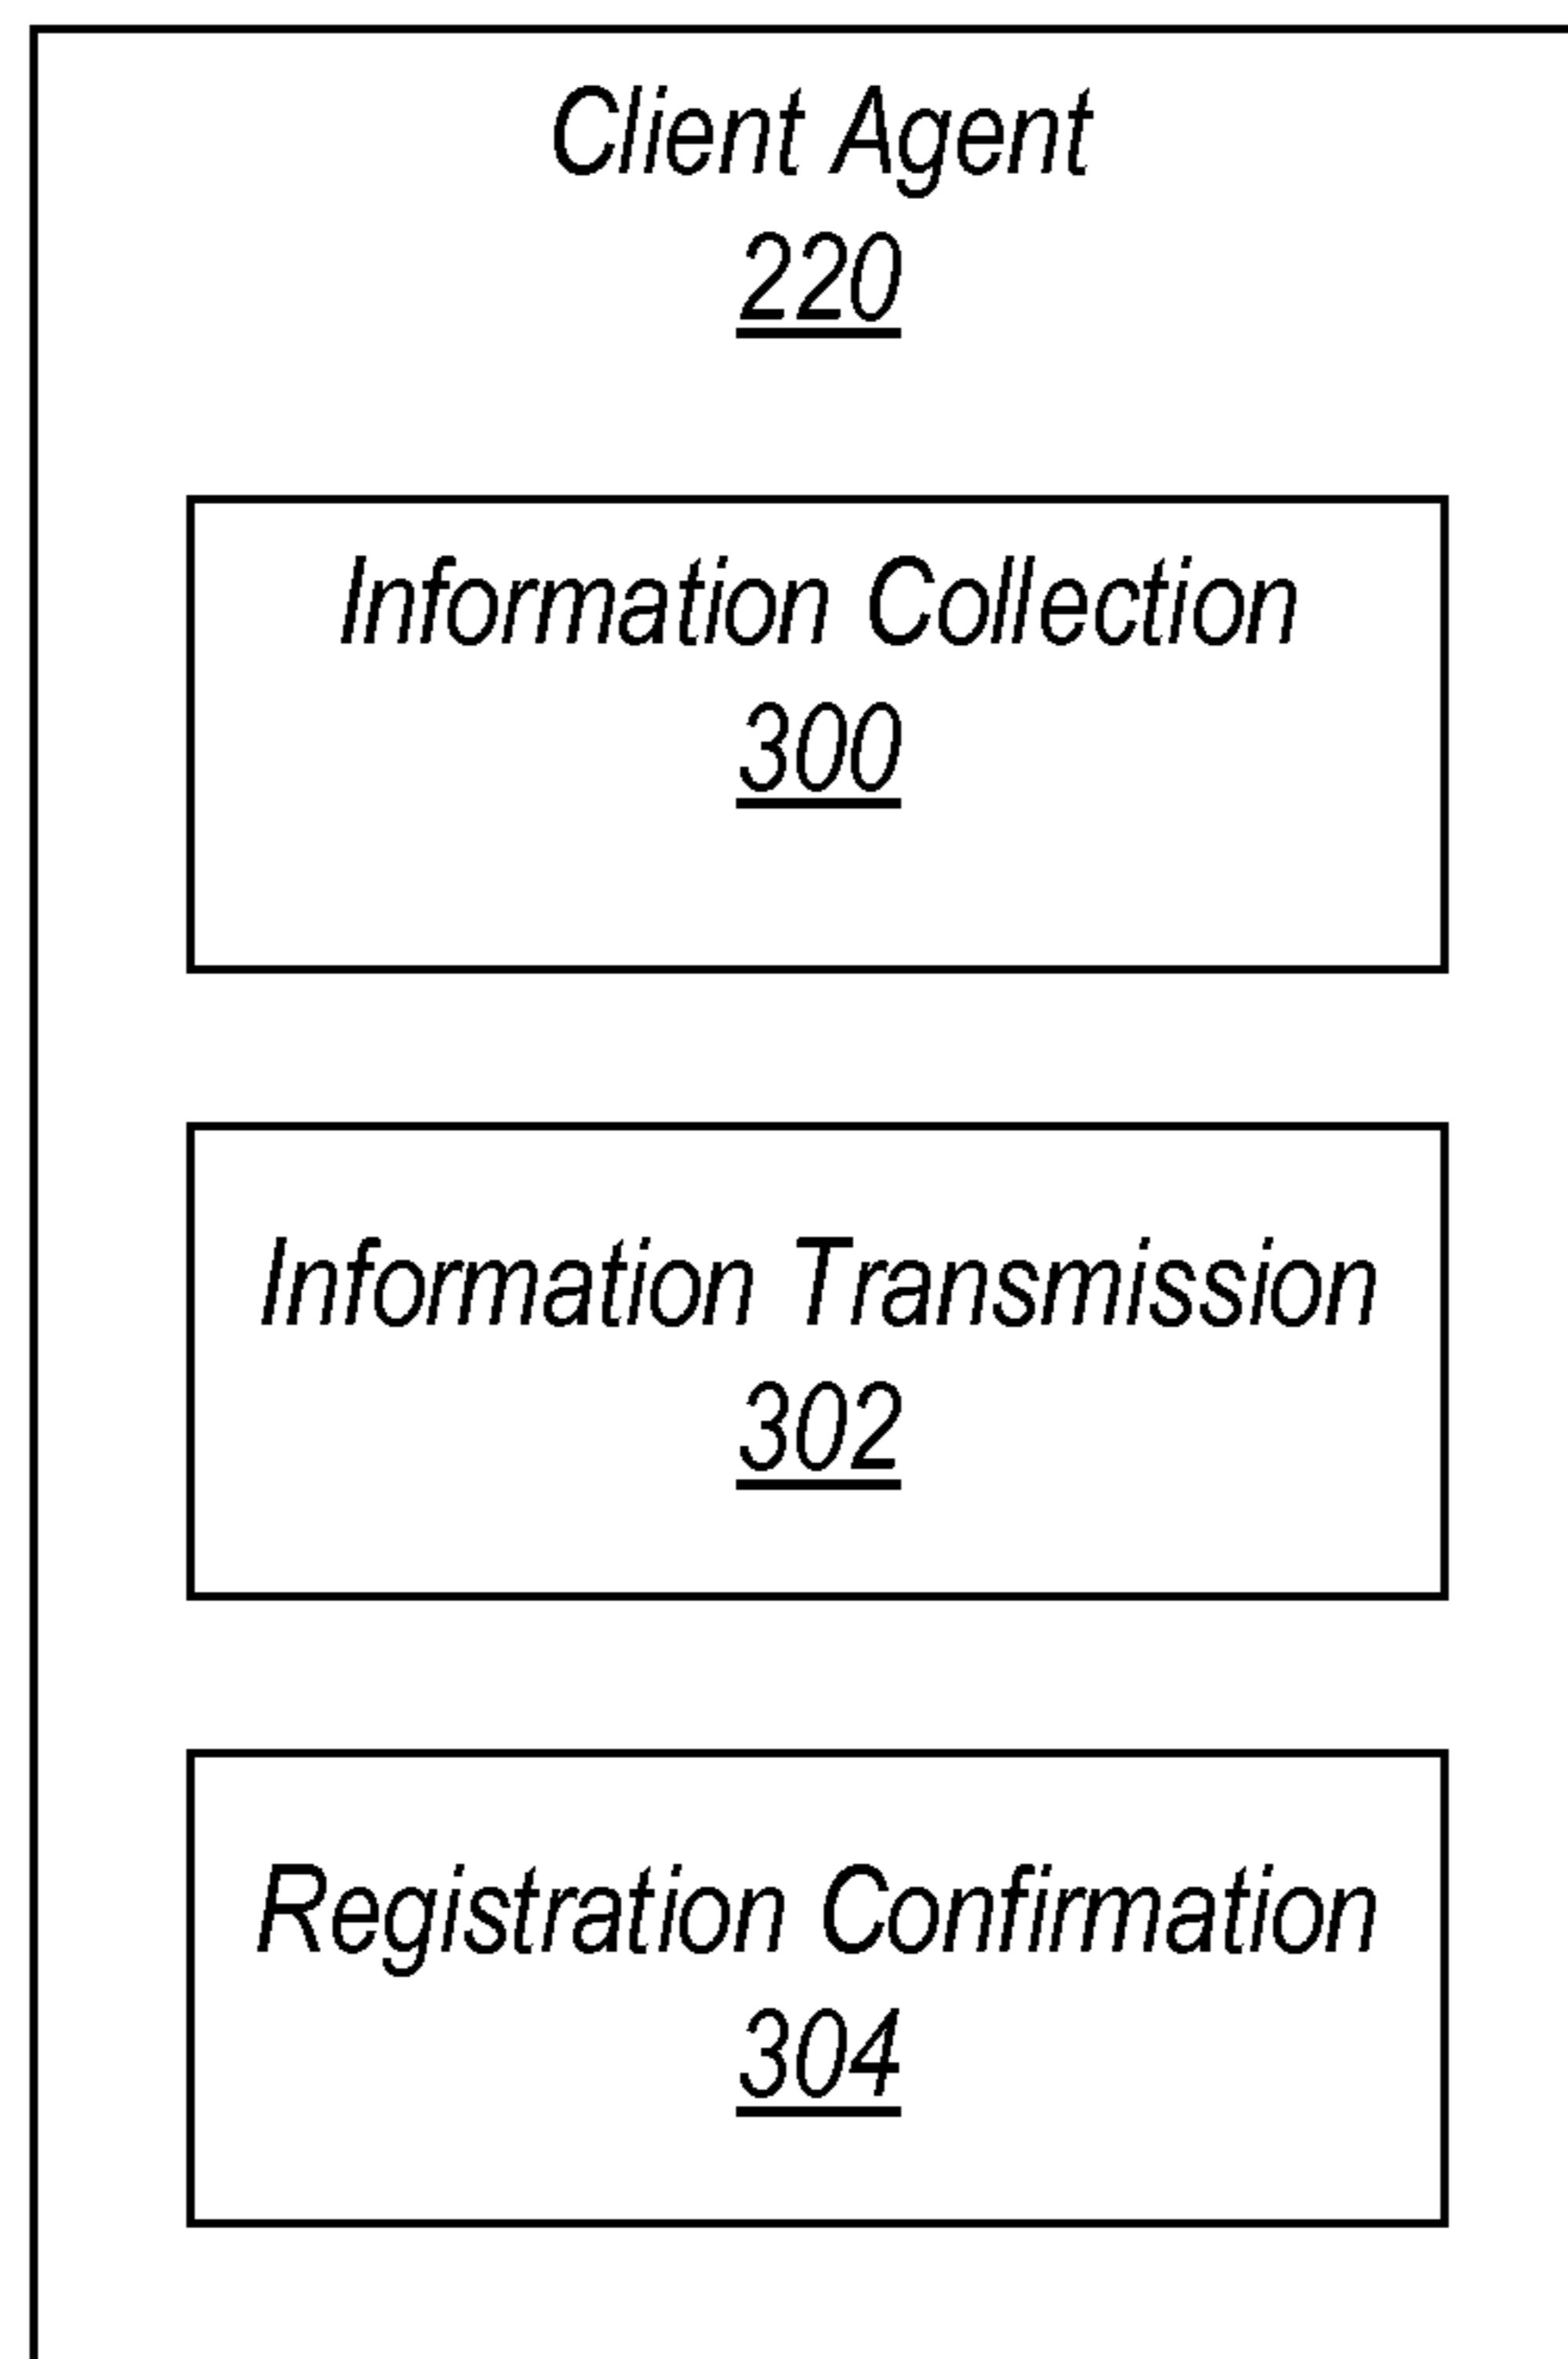 Client Agent
220
Information Collection
300
Information Transmission
302
Registration Confirmation
304